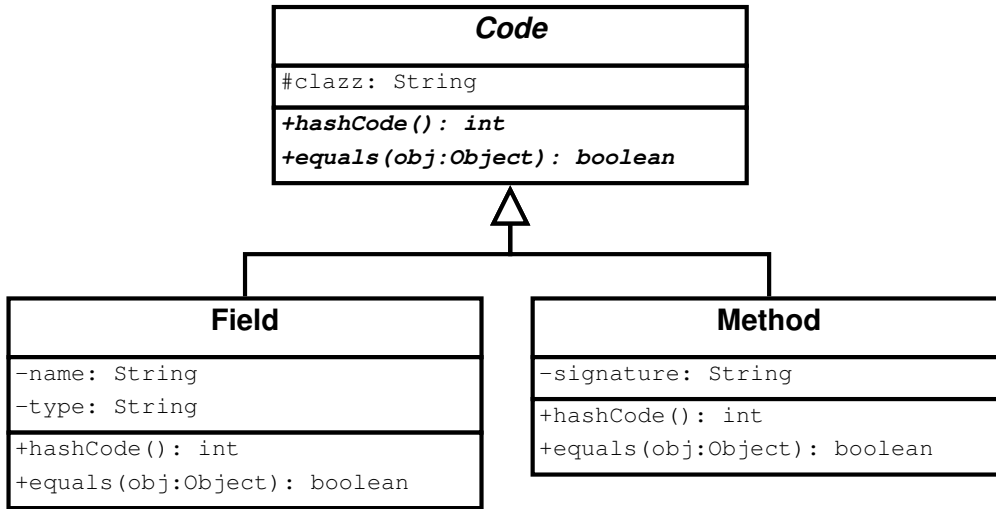 Code
#clazz: String
+hashCode(): int
+equals(obj:Object): boolean
Field
-name: String
-type: String
+hashCode(): int
+equals(obj:Object): boolean
Method
-signature: String
+hashCode(): int
+equals(obj:Object): boolean